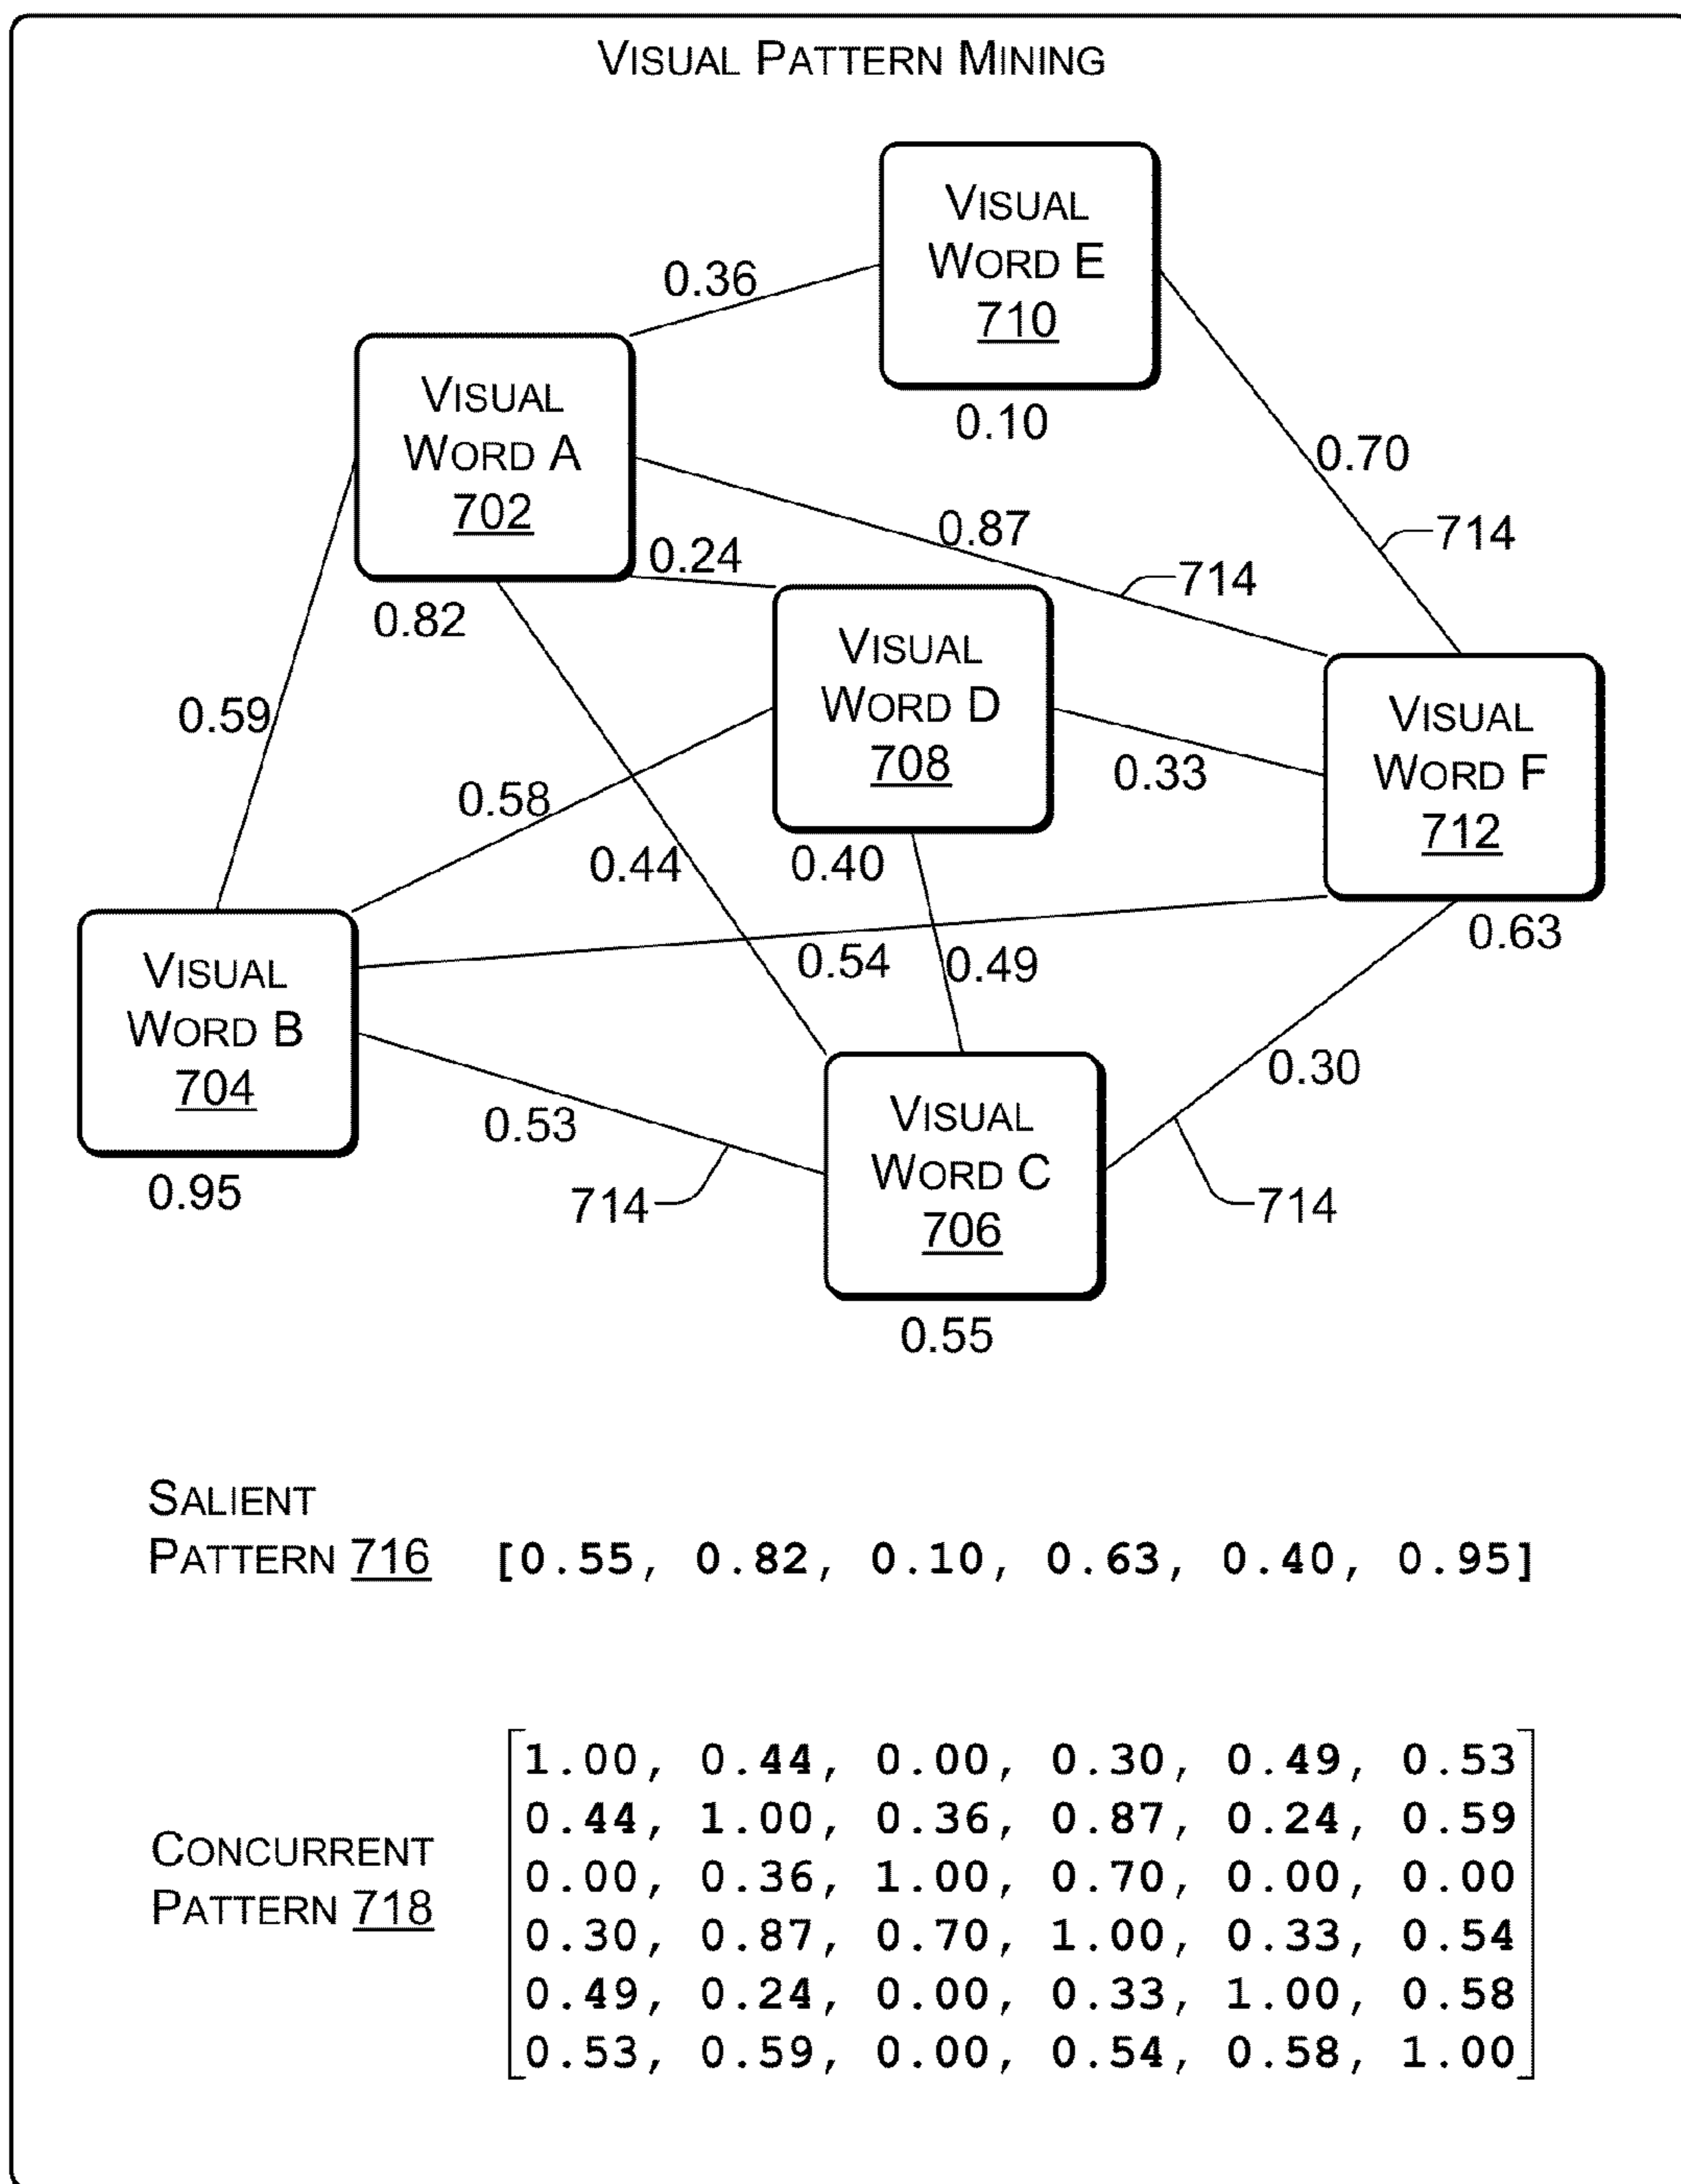 VISUAL PATTERN MINING
VISUAL
WORD E
710
0.10
0.36
VISUAL
WORD A
702
0.82
0.70
714
0.87
714
0.24
VISUAL
WORD D
708
0.40
VISUAL
WORD F
712
0.63
0.59
0.58
0.44
0.33
0.54
0.49
VISUAL
WORD B
704
0.95
0.53
714
VISUAL
WORD C
706
0.55
0.30
714
SALIENT
PATTERN 716 [0.55, 0.82, 0.10, 0.63, 0.40, 0.95]
CONCURRENT
PATTERN 718
1.00, 0.44, 0.00, 0.30, 0.49, 0.53
0.44, 1.00, 0.36, 0.87, 0.24, 0.59
0.00, 0.36, 1.00, 0.70, 0.00, 0.00
0.30, 0.87, 0.70, 1.00, 0.33, 0.54
0.49, 0.24, 0.00, 0.33, 1.00, 0.58
0.53, 0.59, 0.00, 0.54, 0.58, 1.00